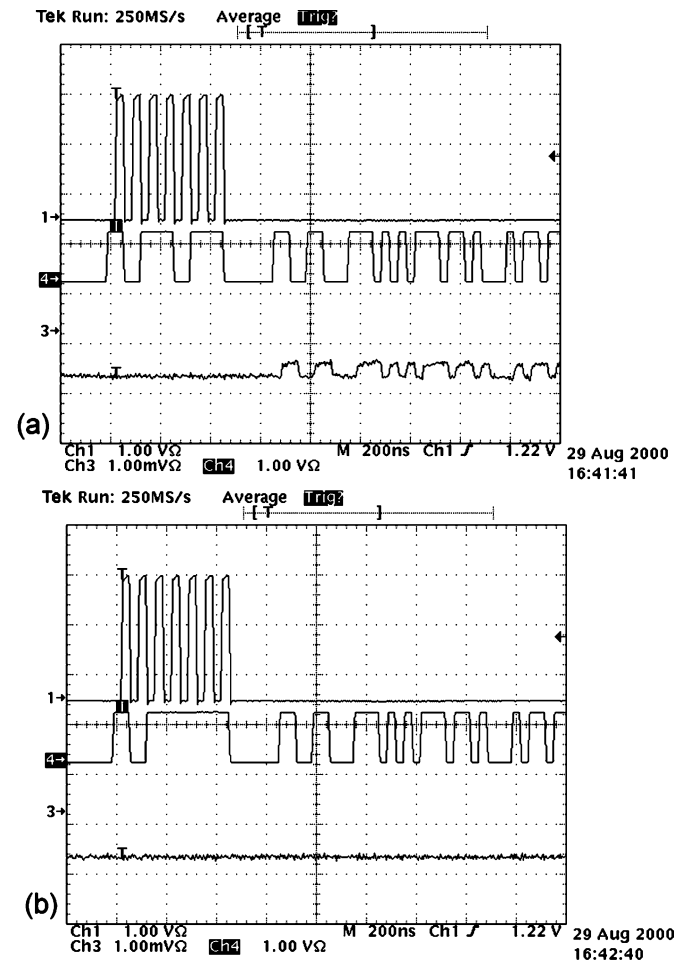 Tek Run: 250MS/s Average Trig?
[ T ]
T
1→
4→
3→
T
(a)
Ch1 1.00 VΩ M 200ns Ch1 ƒ 1.22 V
Ch3 1.00mVΩ Ch4 1.00 VΩ
29 Aug 2000
16:41:41
Tek Run: 250MS/s Average Trig?
[ T ]
T
1→
4→
3→
T
(b)
Ch1 1.00 VΩ M 200ns Ch1 ƒ 1.22 V
Ch3 1.00mVΩ Ch4 1.00 VΩ
29 Aug 2000
16:42:40